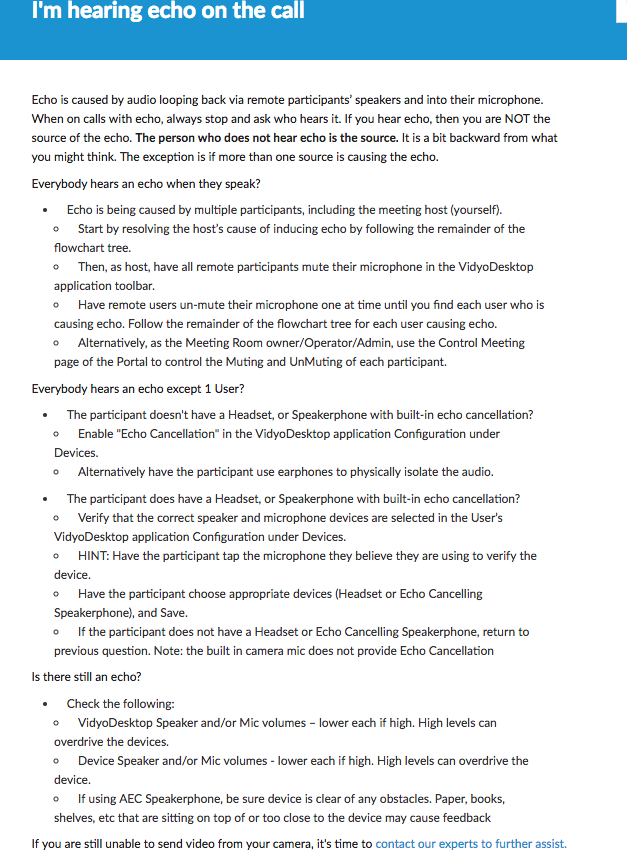 I'm hearing echo on the call
Echo is caused by audio looping back via remote participants' speakers and into their microphone.
When on calls with echo, always stop and ask who hears it. If you hear echo, then you are NOT the
source of the echo. The person who does not hear echo is the source. It is a bit backward from what
you might think. The exception is if more than one source is causing the echo.
Everybody hears an echo when they speak?
• Echo is being caused by multiple participants, including the meeting host (yourself).
○ Start by resolving the host's cause of inducing echo by following the remainder of the
flowchart tree.
○ Then, as host, have all remote participants mute their microphone in the VidyoDesktop
application toolbar.
○ Have remote users un-mute their microphone one at time until you find each user who is
causing echo. Follow the remainder of the flowchart tree for each user causing echo.
○ Alternatively, as the Meeting Room owner/Operator/Admin, use the Control Meeting
page of the Portal to control the Muting and UnMuting of each participant.
Everybody hears an echo except 1 User?
• The participant doesn't have a Headset, or Speakerphone with built-in echo cancellation?
○ Enable "Echo Cancellation" in the VidyoDesktop application Configuration under
Devices.
○ Alternatively have the participant use earphones to physically isolate the audio.
• The participant does have a Headset, or Speakerphone with built-in echo cancellation?
○ Verify that the correct speaker and microphone devices are selected in the User's
VidyoDesktop application Configuration under Devices.
○ HINT: Have the participant tap the microphone they believe they are using to verify the
device.
○ Have the participant choose appropriate devices (Headset or Echo Cancelling
Speakerphone), and Save.
○ If the participant does not have a Headset or Echo Cancelling Speakerphone, return to
previous question. Note: the built in camera mic does not provide Echo Cancellation
Is there still an echo?
• Check the following:
○ VidyoDesktop Speaker and/or Mic volumes – lower each if high. High levels can
overdrive the devices.
○ Device Speaker and/or Mic volumes - lower each if high. High levels can overdrive the
device.
○ If using AEC Speakerphone, be sure device is clear of any obstacles. Paper, books,
shelves, etc that are sitting on top of or too close to the device may cause feedback
If you are still unable to send video from your camera, it's time to contact our experts to further assist.